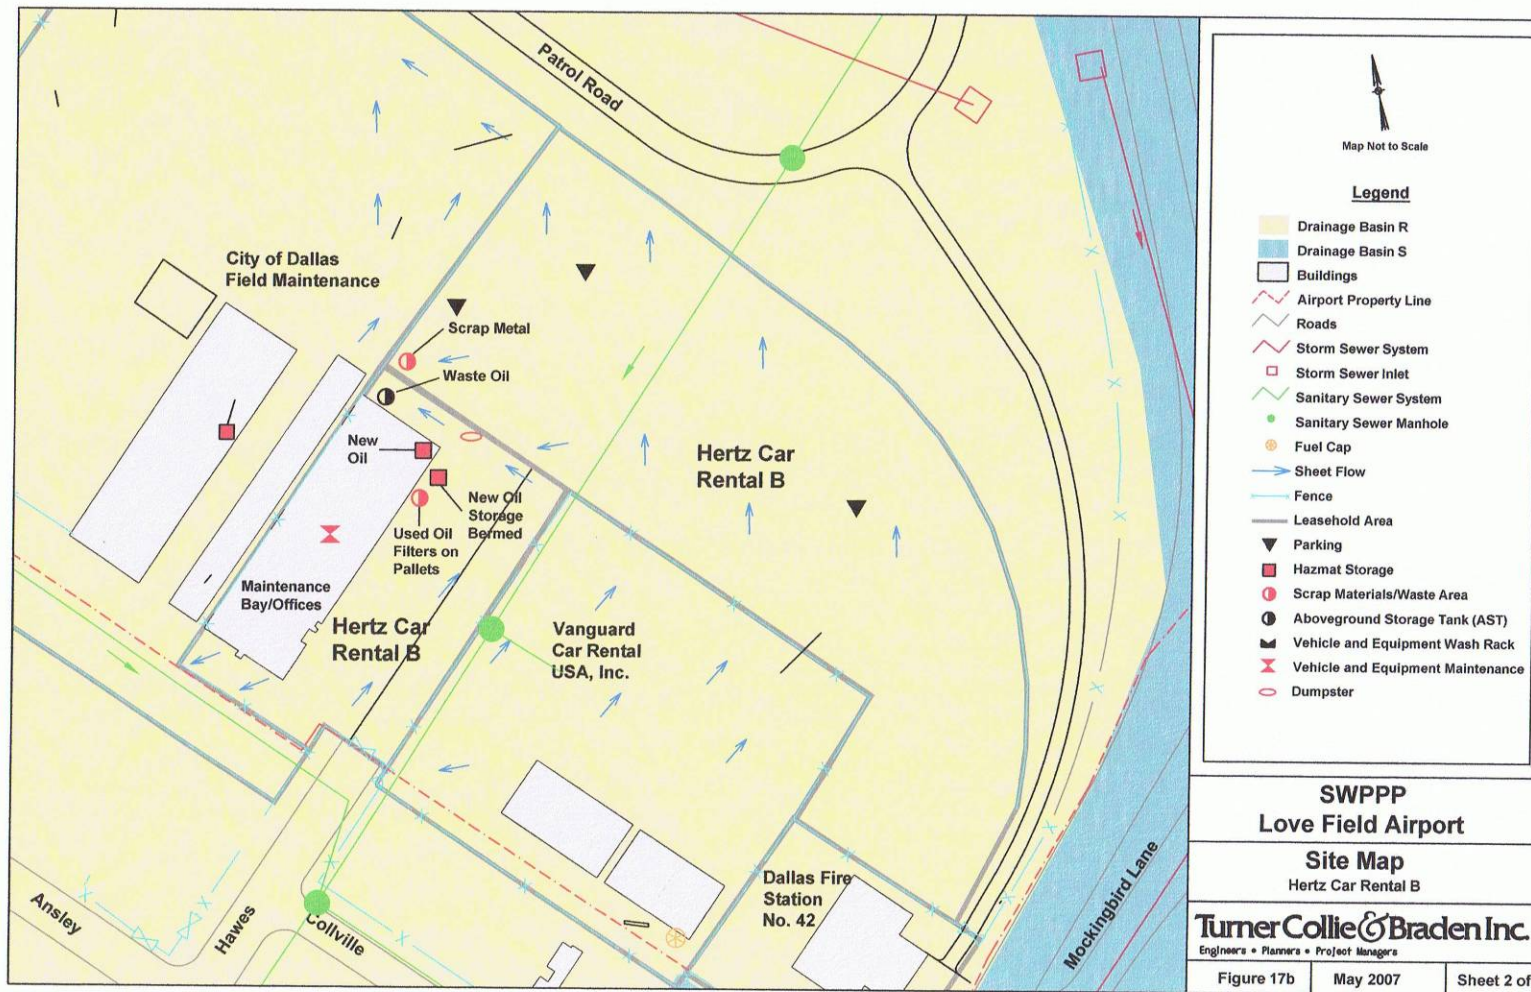 Patrol Road
City of Dallas
Field Maintenance
Scrap Metal
Waste Oil
New
Oil
New Oil
Storage
Bermed
Used Oil
Filters on
Pallets
Maintenance
Bay/Offices
Hertz Car
Rental B
Hertz Car
Rental B
Vanguard
Car Rental
USA, Inc.
Dallas Fire
Station
No. 42
Ansley
Hawes
Collville
Mockingbird Lane
Map Not to Scale
Legend
Drainage Basin R
Drainage Basin S
Buildings
Airport Property Line
Roads
Storm Sewer System
Storm Sewer Inlet
Sanitary Sewer System
Sanitary Sewer Manhole
Fuel Cap
Sheet Flow
Fence
Leasehold Area
Parking
Hazmat Storage
Scrap Materials/Waste Area
Aboveground Storage Tank (AST)
Vehicle and Equipment Wash Rack
Vehicle and Equipment Maintenance
Dumpster
SWPPP
Love Field Airport
Site Map
Hertz Car Rental B
Turner Collie & Braden Inc.
Engineers • Planners • Project Managers
Figure 17b
May 2007
Sheet 2 of